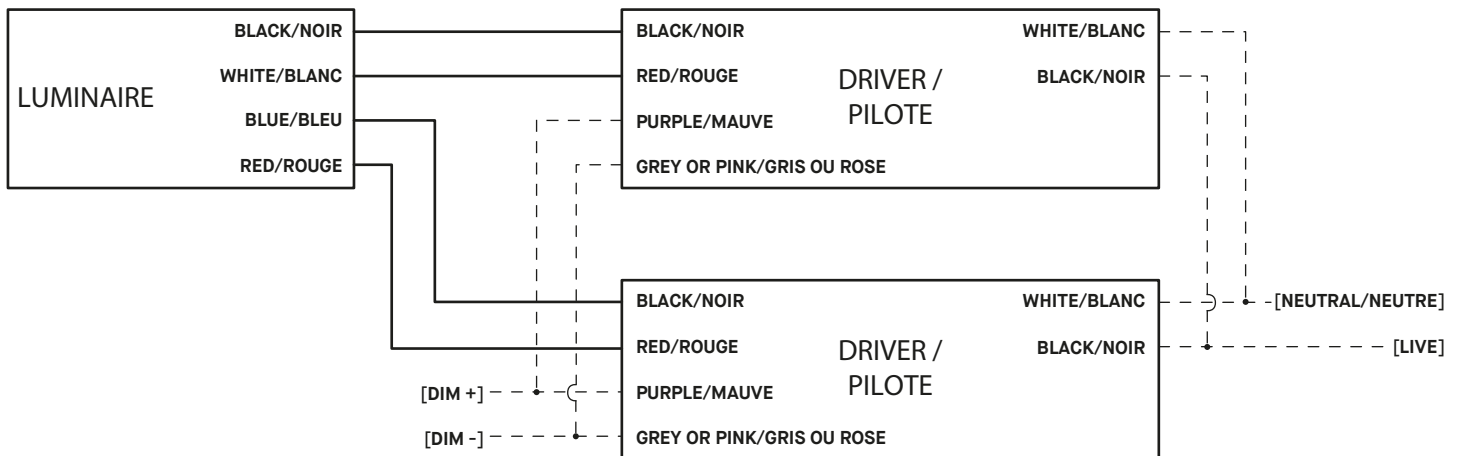 LUMINAIRE
BLACK/NOIR
WHITE/BLANC
BLUE/BLEU
RED/ROUGE
BLACK/NOIR
RED/ROUGE
PURPLE/MAUVE
GREY OR PINK/GRIS OU ROSE
DRIVER /
PILOTE
WHITE/BLANC
BLACK/NOIR
BLACK/NOIR
RED/ROUGE
PURPLE/MAUVE
GREY OR PINK/GRIS OU ROSE
DRIVER /
PILOTE
WHITE/BLANC
BLACK/NOIR
[NEUTRAL/NEUTRE]
[LIVE]
[DIM +]
[DIM -]